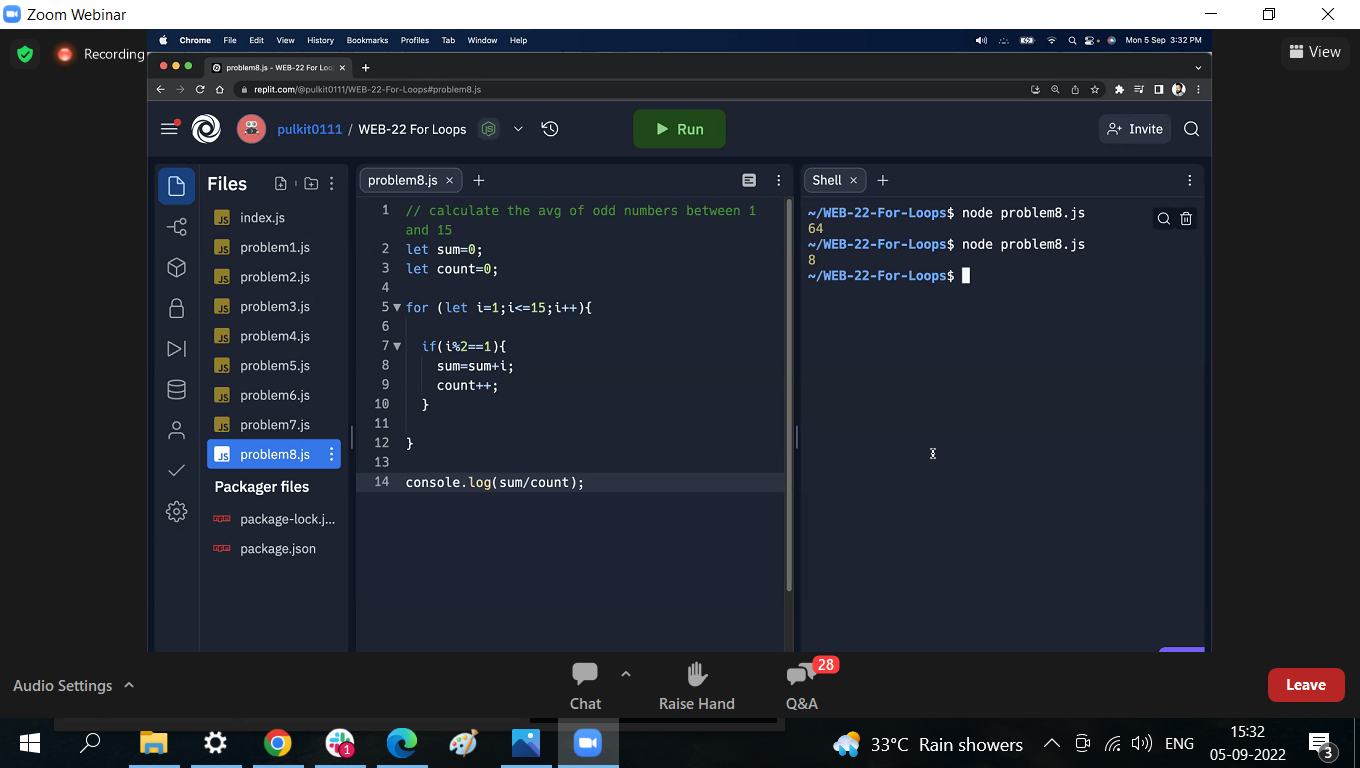 Zoom Webinar
Recording
View
Chrome File Edit View History Bookmarks Profiles Tab Window Help
Mon 5 Sep 3:32 PM
problem8.js - WEB-22 For Loo
replit.com/@pulkit0111/WEB-22-For-Loops#problem8.js
pulkit0111 / WEB-22 For Loops
Run
Invite
Files
index.js
problem1.js
problem2.js
problem3.js
problem4.js
problem5.js
problem6.js
problem7.js
problem8.js
Packager files
package-lock.j...
package.json
problem8.js
1 // calculate the avg of odd numbers between 1
and 15
2 let sum=0;
3 let count=0;
4
5 for (let i=1;i<=15;i++){
6
7 if(i%2==1){
8 sum=sum+i;
9 count++;
10 }
11
12 }
13
14 console.log(sum/count);
Shell
~/WEB-22-For-Loops$ node problem8.js
64
~/WEB-22-For-Loops$ node problem8.js
8
~/WEB-22-For-Loops$
Audio Settings
Chat
Raise Hand
28
Q&A
Leave
1
33°C Rain showers
ENG
15:32
05-09-2022
3